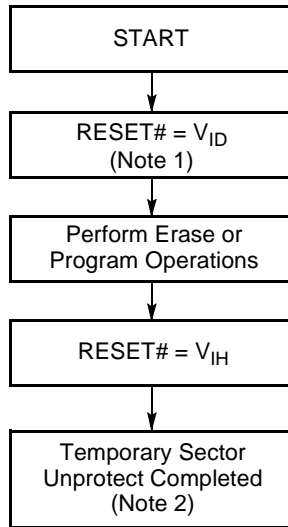 START
RESET# = VID
(Note 1)
Perform Erase or
Program Operations
RESET# = VIH
Temporary Sector
Unprotect Completed
(Note 2)